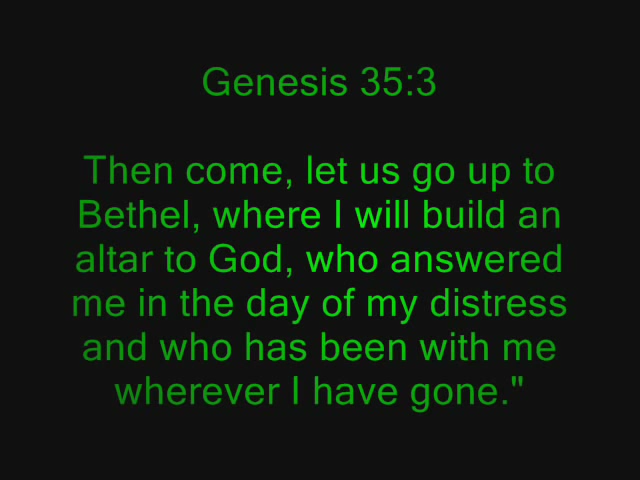 Genesis 35:3
Then come, let us go up to
Bethel, where I will build an
altar to God, who answered
me in the day of my distress
and who has been with me
wherever I have gone."